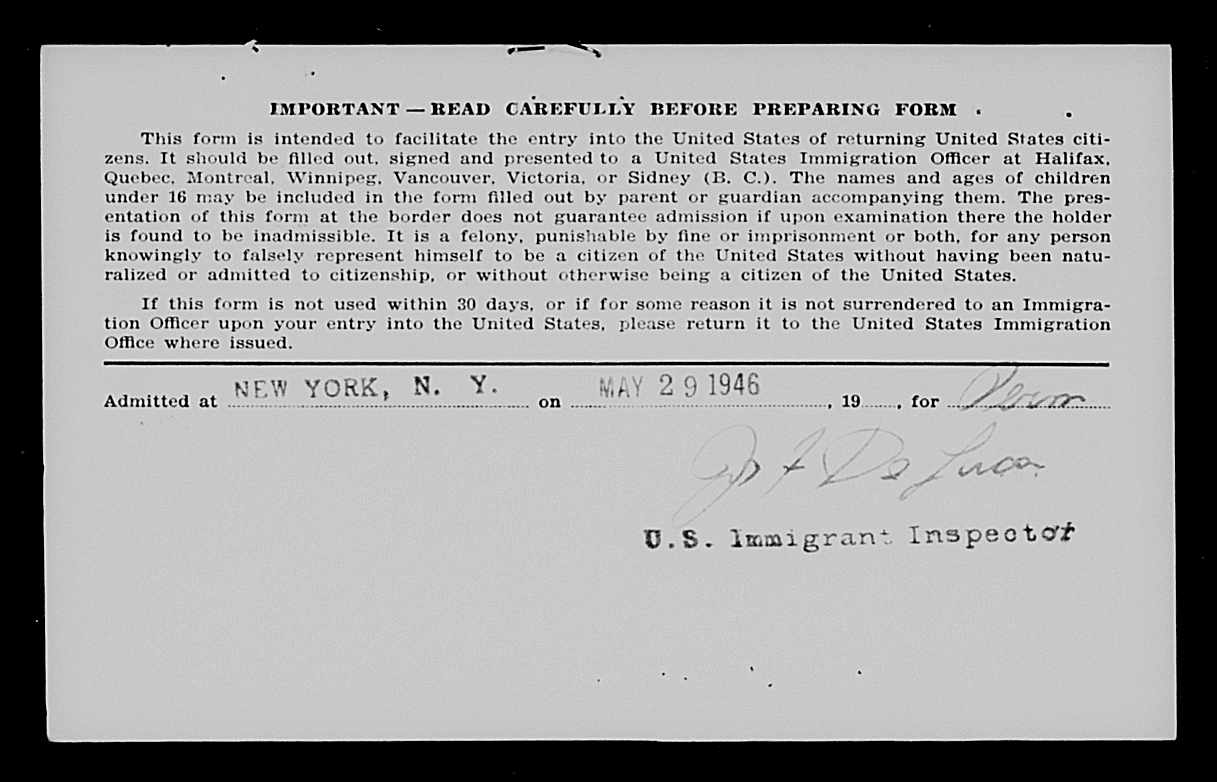 IMPORTANT — READ CAREFULLY BEFORE PREPARING FORM
This form is intended to facilitate the entry into the United States of returning United States citi-
zens. It should be filled out, signed and presented to a United States Immigration Officer at Halifax,
Quebec, Montreal, Winnipeg, Vancouver, Victoria, or Sidney (B. C.). The names and ages of children
under 16 may be included in the form filled out by parent or guardian accompanying them. The pres-
entation of this form at the border does not guarantee admission if upon examination there the holder
is found to be inadmissible. It is a felony, punishable by fine or imprisonment or both, for any person
knowingly to falsely represent himself to be a citizen of the United States without having been natu-
ralized or admitted to citizenship, or without otherwise being a citizen of the United States.
If this form is not used within 30 days, or if for some reason it is not surrendered to an Immigra-
tion Officer upon your entry into the United States, please return it to the United States Immigration
Office where issued.
Admitted at NEW YORK, N. Y. on MAY 29 1946, 19......, for Perm
De Luca
U.S. Immigrant Inspector